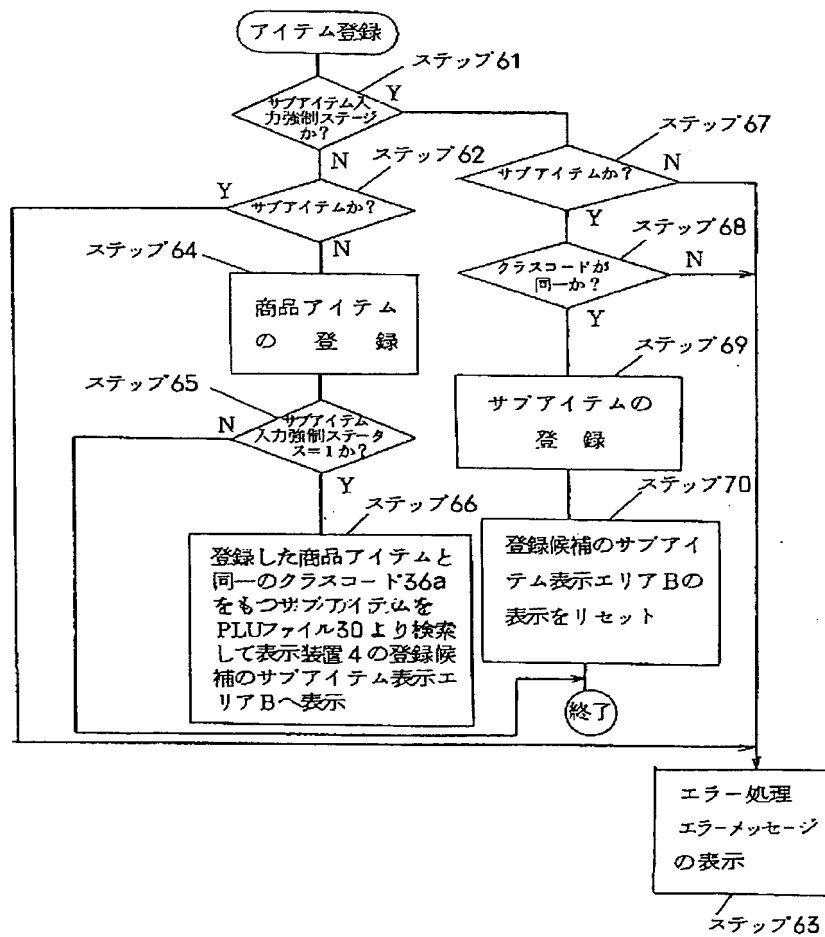 アイテム登録
ステップ61
サブアイテム入
力強制ステージ
か?
Y
N
ステップ62
サブアイテムか?
Y
N
ステップ64
商品アイテム
の 登 録
ステップ65
サブアイテム
入力強制ステータ
ス=1か?
N
Y
ステップ66
登録した商品アイテムと
同一のクラスコード36a
をもつサブアイテムを
PLUファイル30より検索
して表示装置4の登録候
補のサブアイテム表示エ
リアBへ表示
ステップ67
サブアイテムか?
N
Y
ステップ68
クラスコードが
同一か?
N
Y
ステップ69
サブアイテムの
登 録
ステップ70
登録候補のサブアイ
テム表示エリアBの
表示をリセット
終了
エラー処理
エラーメッセージ
の表示
ステップ63